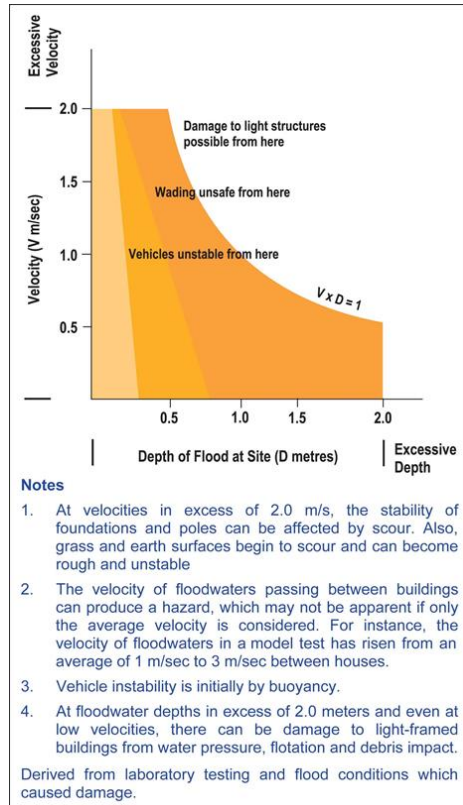 Excessive
Velocity
2.0
Damage to light structures
possible from here
1.5
Wading unsafe from here
Velocity (V m/sec)
1.0
Vehicles unstable from here
V x D = 1
0.5
0.5 1.0 1.5 2.0
Depth of Flood at Site (D metres)
Excessive
Depth
Notes
1. At velocities in excess of 2.0 m/s, the stability of
foundations and poles can be affected by scour. Also,
grass and earth surfaces begin to scour and can become
rough and unstable
2. The velocity of floodwaters passing between buildings
can produce a hazard, which may not be apparent if only
the average velocity is considered. For instance, the
velocity of floodwaters in a model test has risen from an
average of 1 m/sec to 3 m/sec between houses.
3. Vehicle instability is initially by buoyancy.
4. At floodwater depths in excess of 2.0 meters and even at
low velocities, there can be damage to light-framed
buildings from water pressure, flotation and debris impact.
Derived from laboratory testing and flood conditions which
caused damage.